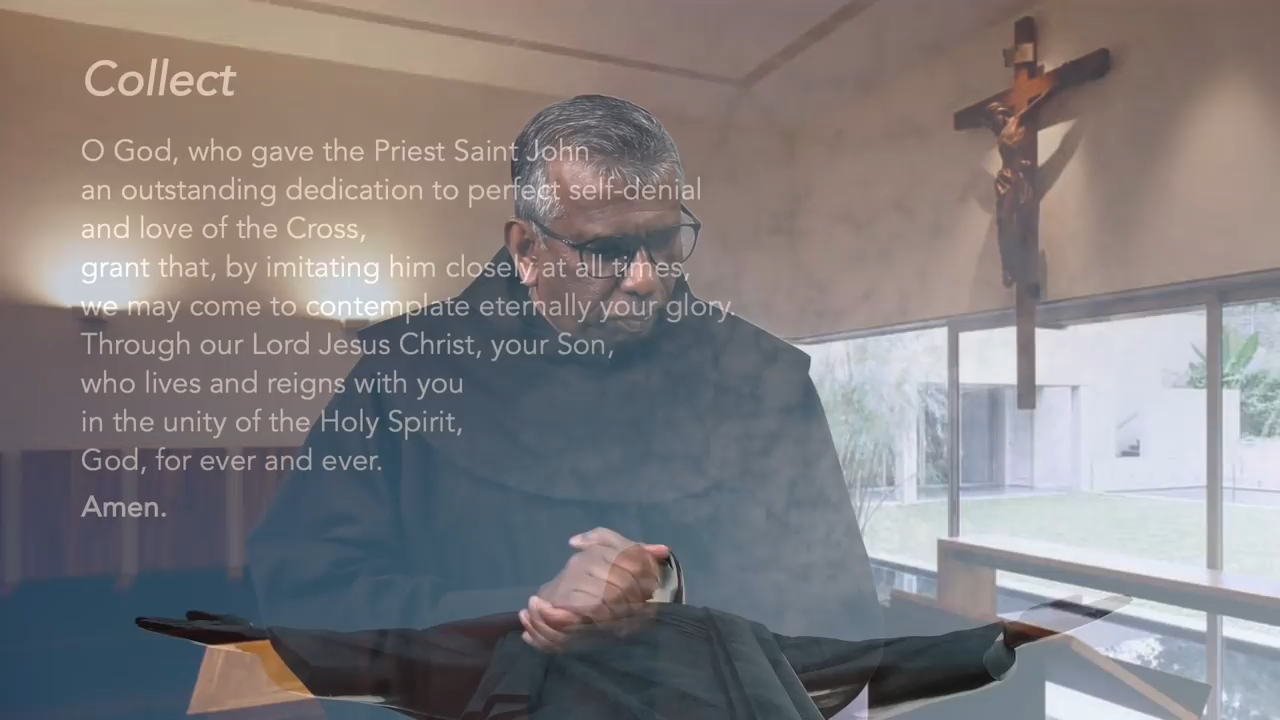 Collect
O God, who gave the Priest Saint John
an outstanding dedication to perfect self-denial
and love of the Cross,
grant that, by imitating him closely at all times,
we may come to contemplate eternally your glory.
Through our Lord Jesus Christ, your Son,
who lives and reigns with you
in the unity of the Holy Spirit,
God, for ever and ever.
Amen.